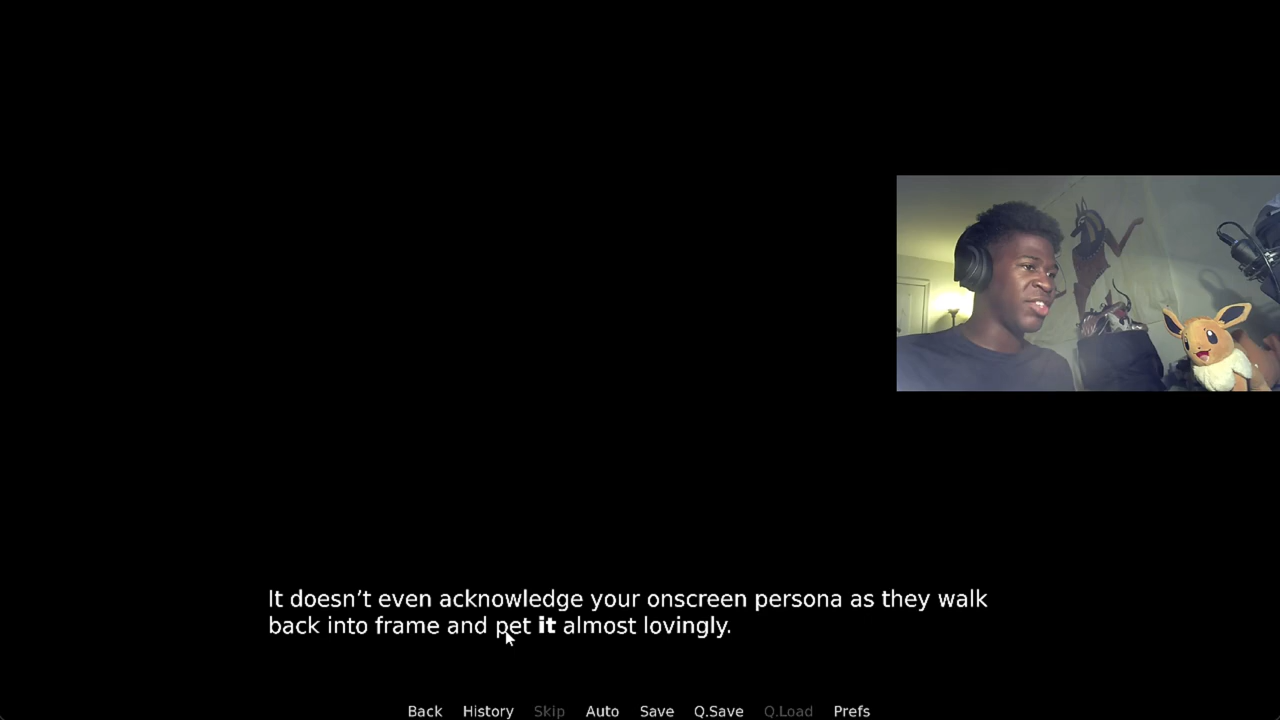 It doesn’t even acknowledge your onscreen persona as they walk
back into frame and pet it almost lovingly.
Back History Skip Auto Save Q.Save Q.Load Prefs